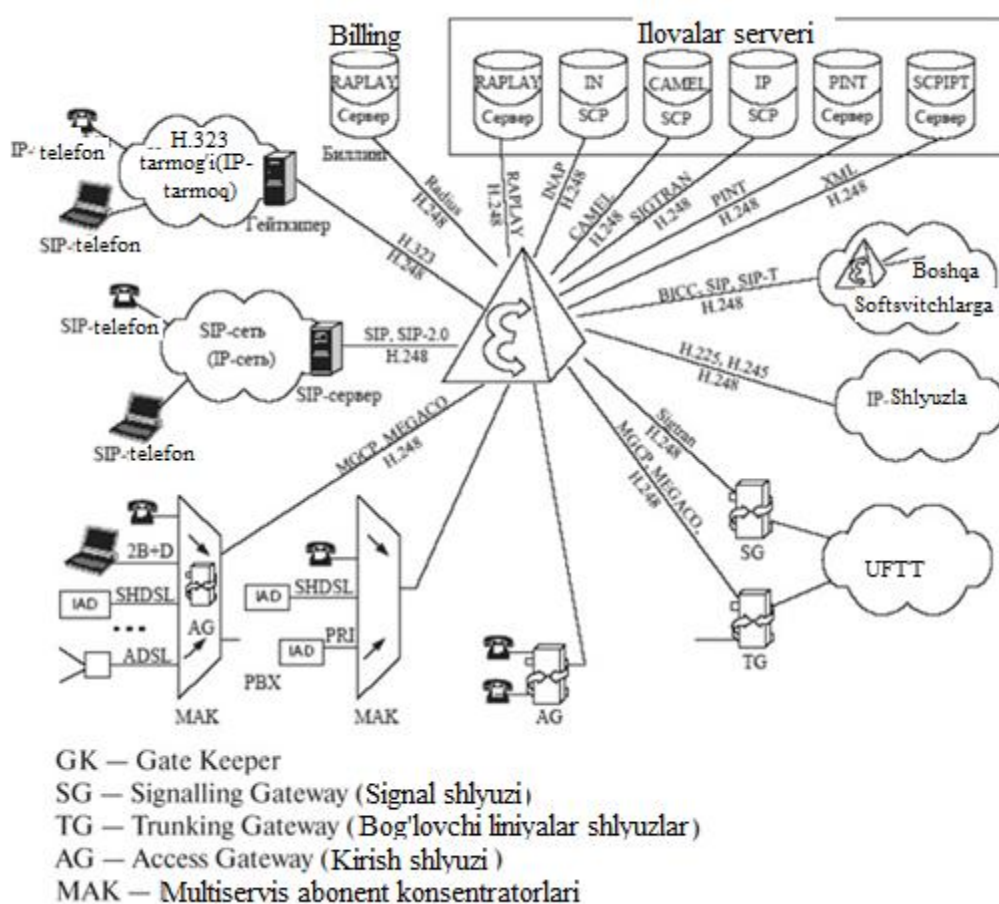 Billing
Ilovalar serveri
RAPLAY
Сервер
Биллинг
RAPLAY
Сервер
IN
SCP
CAMEL
SCP
IP
SCP
PINT
Сервер
SCPIPT
Сервер
IP-telefon
H.323
tarmog'i(IP-
tarmoq)
Гейткипер
SIP-telefon
Radius
H.248
RAPLAY
H.248
INAP
H.248
CAMEL
H.248
SIGTRAN
H.248
PINT
H.248
XML
H.248
H.323
H.248
SIP-telefon
SIP-сеть
(IP-сеть)
SIP-сервер
SIP, SIP-2.0
H.248
SIP-telefon
BICC, SIP, SIP-T
H.248
Boshqa
Softsvitchlarga
H.225, H.245
H.248
IP-Shlyuzla
MGCP, MEGACO
H.248
Sigtran
H.248
MGCP, MEGACO,
H.248
SG
UFTT
TG
2B+D
IAD
SHDSL
AG
ADSL
MAK
IAD
SHDSL
IAD
PRI
PBX
MAK
AG
GK — Gate Keeper
SG — Signalling Gateway (Signal shlyuzi)
TG — Trunking Gateway (Bog'lovchi liniyalar shlyuzlar)
AG — Access Gateway (Kirish shlyuzi )
MAK — Multiservis abonent konsentratorlari